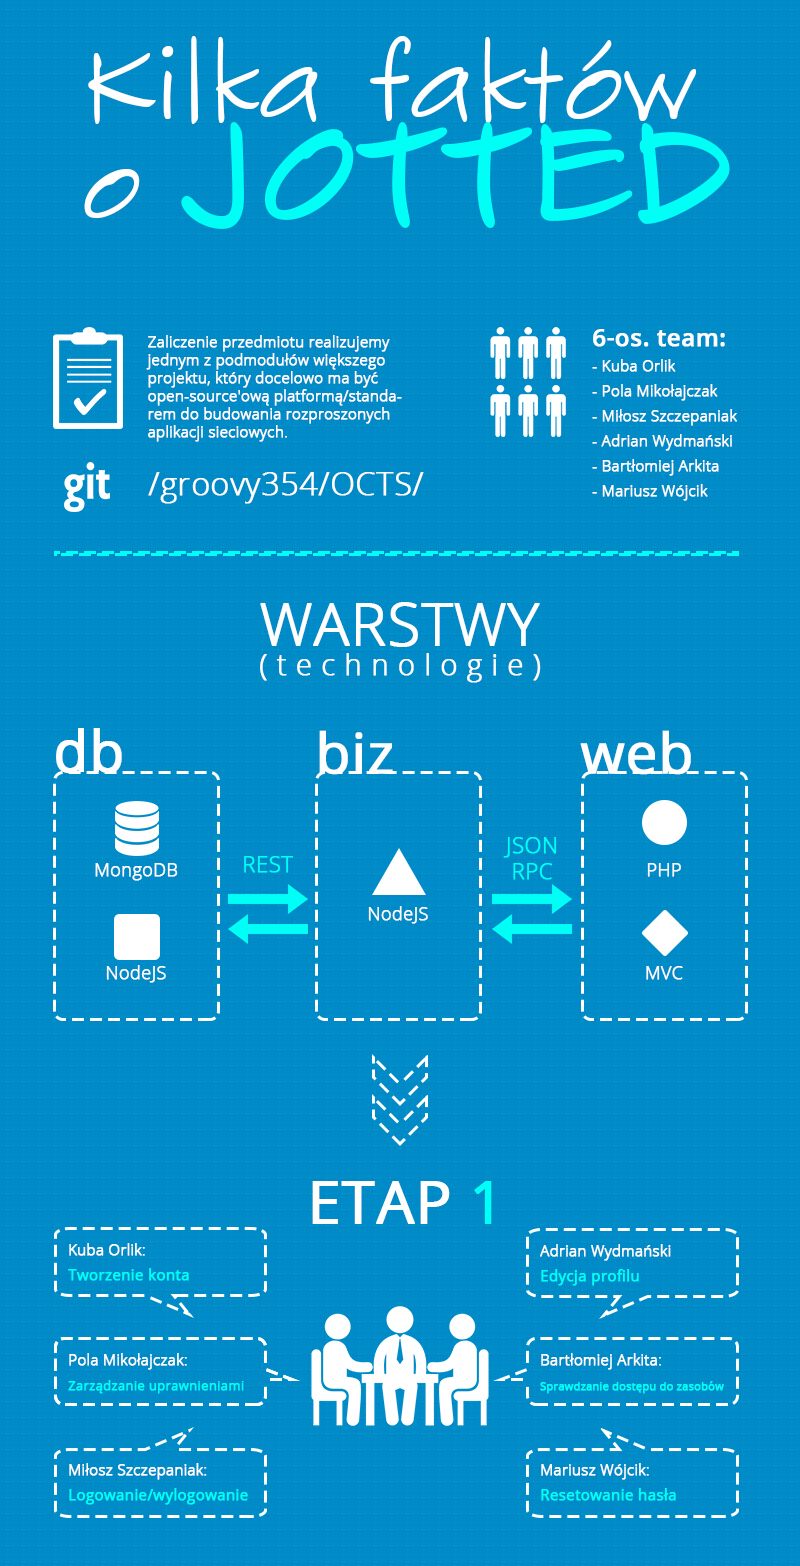 Kilka faktów
o JOTTED
Zaliczenie przedmiotu realizujemy
jednym z podmodułów większego
projektu, który docelowo ma być
open-source'ową platformą/standa-
rem do budowania rozproszonych
aplikacji sieciowych.
git /groovy354/OCTS/
6-os. team:
- Kuba Orlik
- Pola Mikołajczak
- Miłosz Szczepaniak
- Adrian Wydmański
- Bartłomiej Arkita
- Mariusz Wójcik
WARSTWY
(technologie)
db
MongoDB
NodeJS
REST
biz
NodeJS
JSON
RPC
web
PHP
MVC
ETAP 1
Kuba Orlik:
Tworzenie konta
Pola Mikołajczak:
Zarządzanie uprawnieniami
Miłosz Szczepaniak:
Logowanie/wylogowanie
Adrian Wydmański
Edycja profilu
Bartłomiej Arkita:
Sprawdzanie dostępu do zasobów
Mariusz Wójcik:
Resetowanie hasła